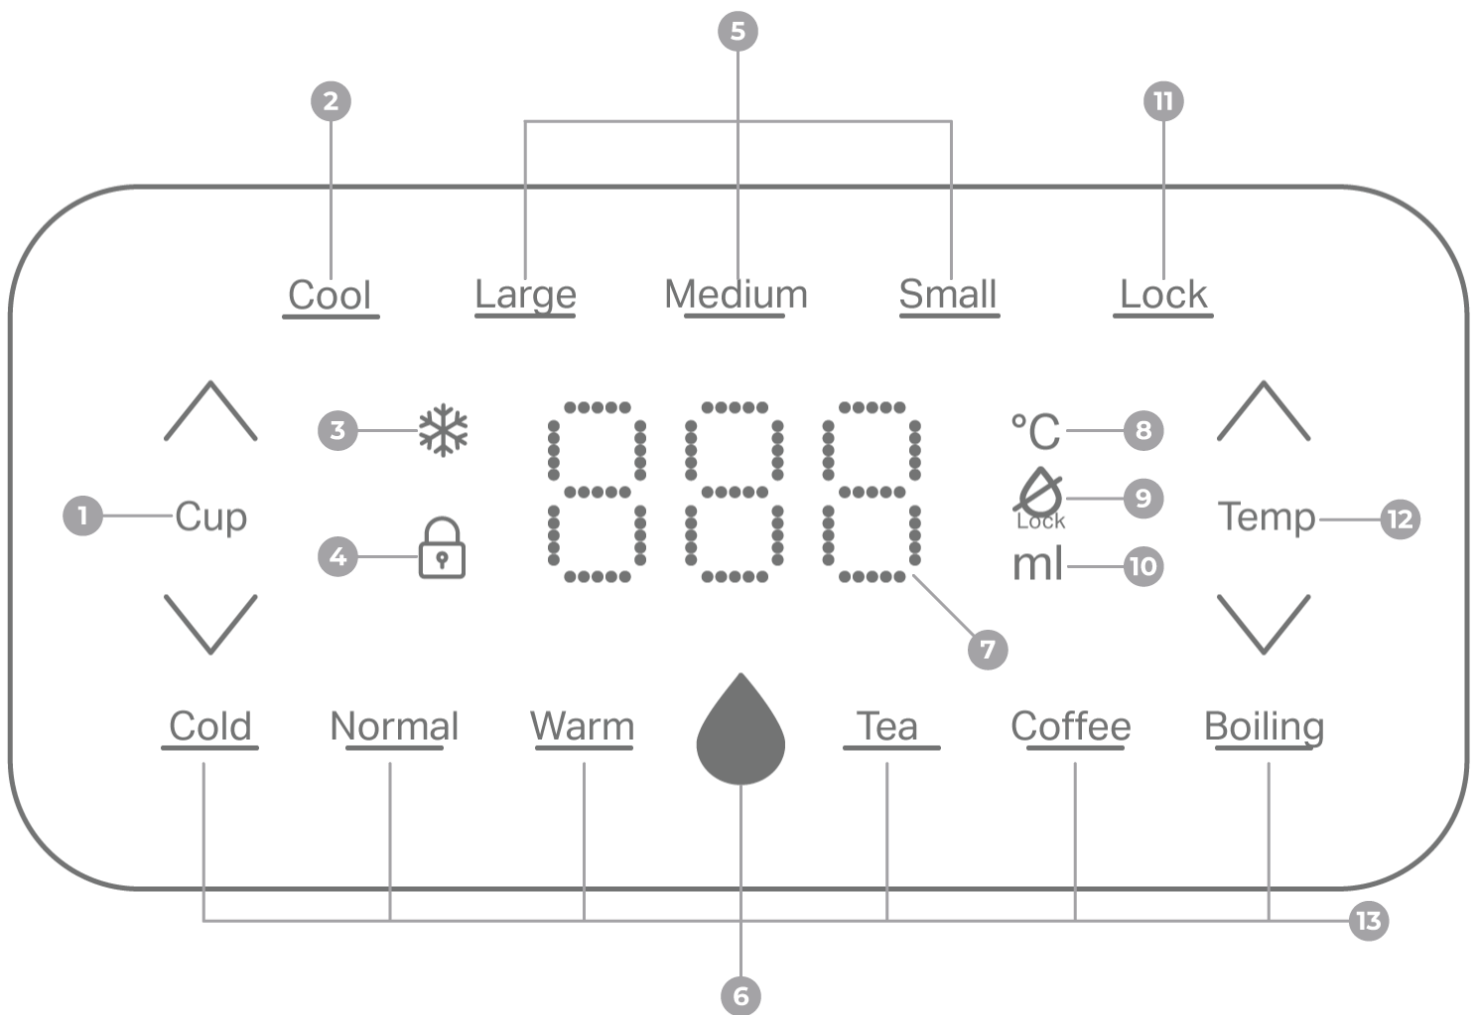 5
2 11
Cool Large Medium Small Lock
3 888 °C 8
9
Lock
1 Cup Temp 12
4 ml 10
7
Cold Normal Warm Tea Coffee Boiling
13
6